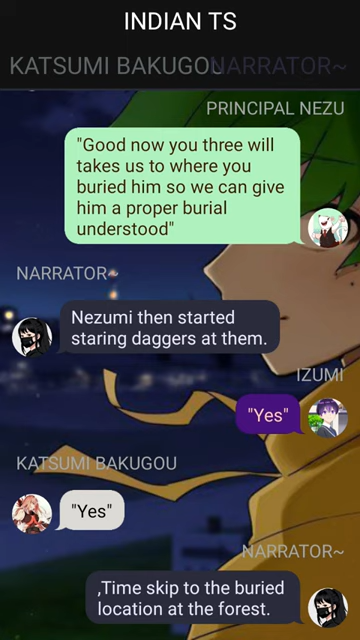 INDIAN TS
KATSUMI BAKUGOU
NARRATOR~
PRINCIPAL NEZU
"Good now you three will
takes us to where you
buried him so we can give
him a proper burial
understood"
NARRATOR~
Nezumi then started
staring daggers at them.
IZUMI
"Yes"
KATSUMI BAKUGOU
"Yes"
NARRATOR~
,Time skip to the buried
location at the forest.